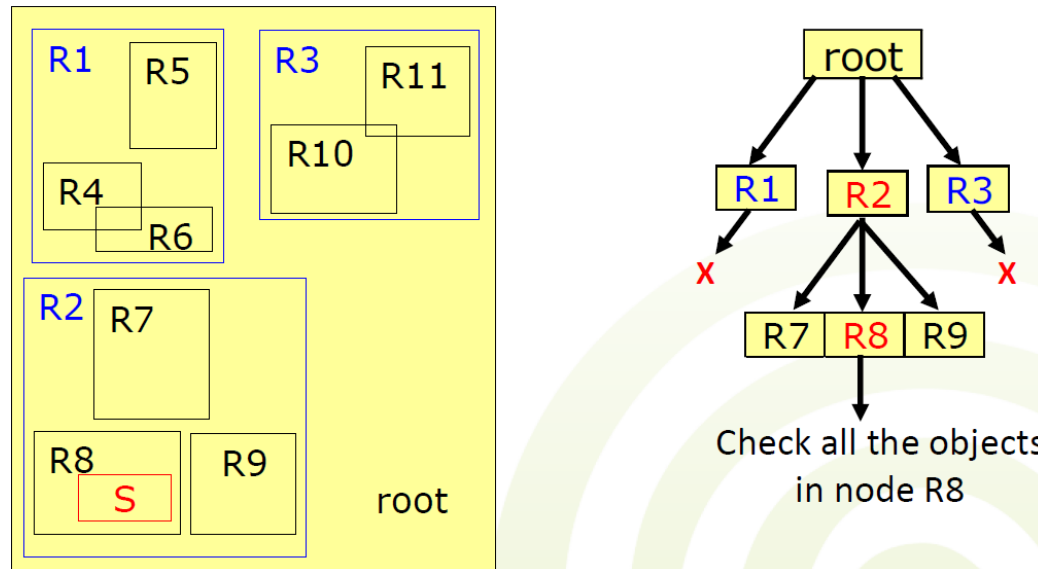 R1
R5
R3
R11
R10
R4
R6
R2
R7
R8
R9
S
root
root
R1
R2
R3
X
X
R7
R8
R9
Check all the objects
in node R8